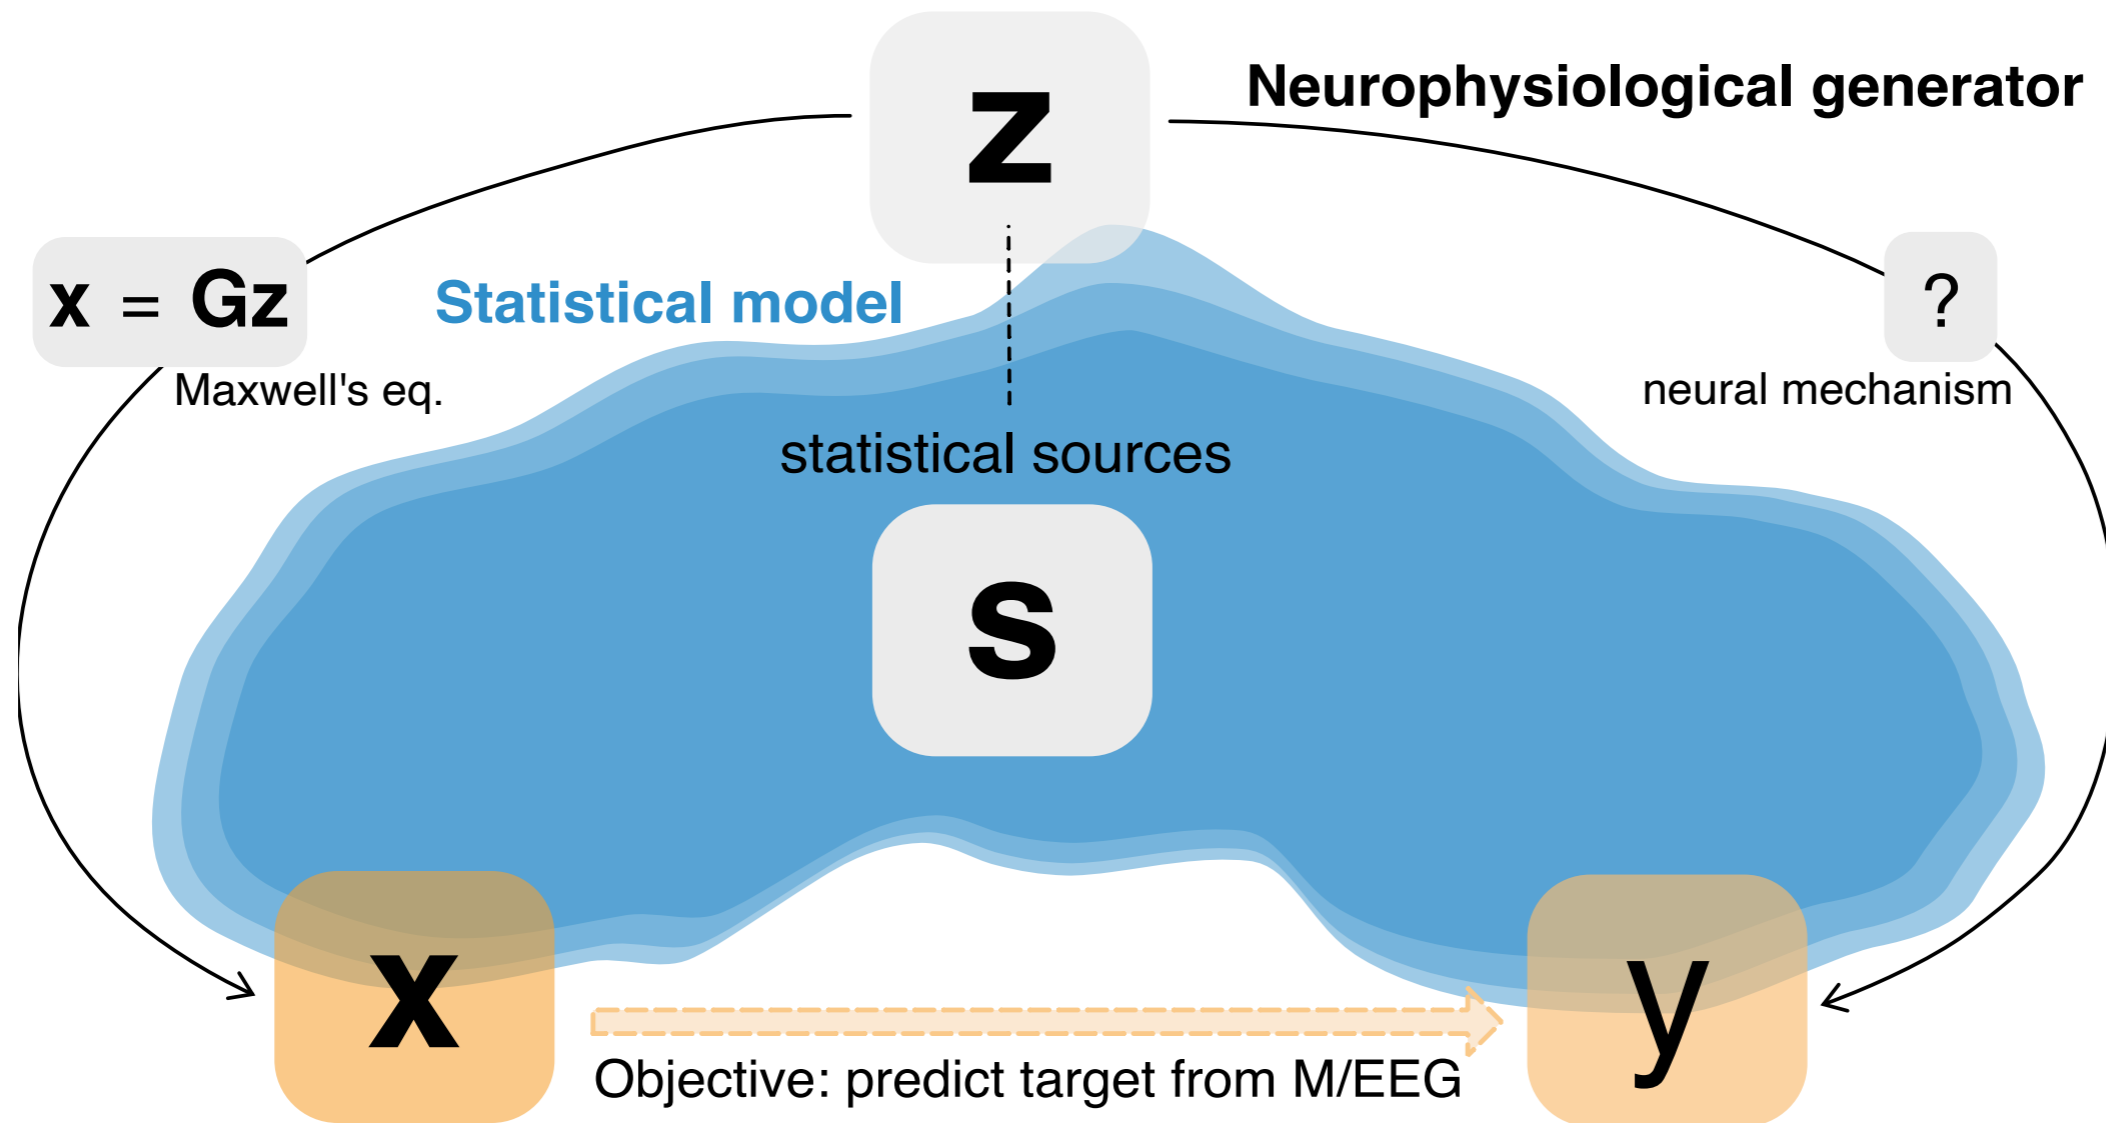 z
Neurophysiological generator
x = Gz
Maxwell's eq.
Statistical model
?
neural mechanism
statistical sources
s
x
y
Objective: predict target from M/EEG